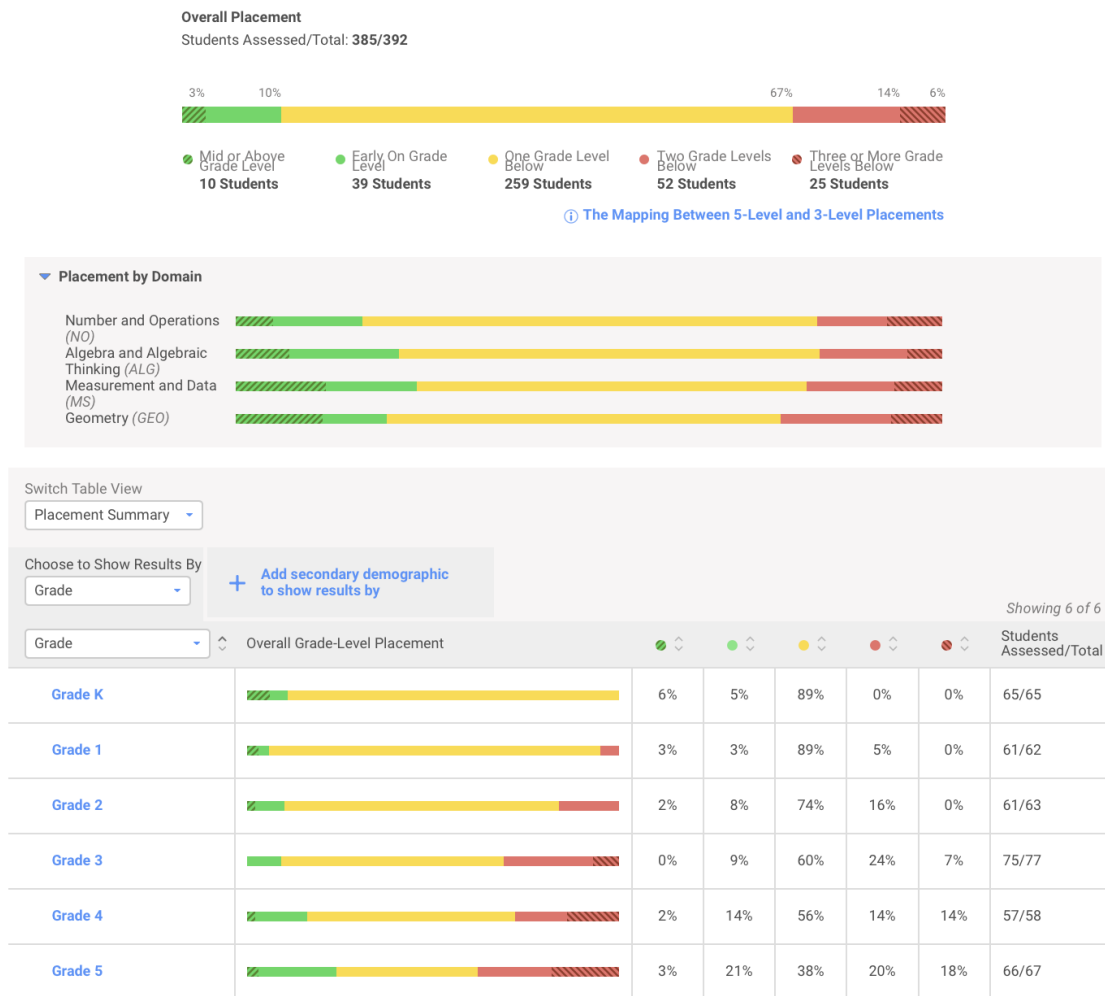 Overall Placement
Students Assessed/Total: 385/392
3% 10% 67% 14% 6%
Mid or Above
Grade Level
10 Students
Early On Grade
Level
39 Students
One Grade Level
Below
259 Students
Two Grade Levels
Below
52 Students
Three or More Grade
Levels Below
25 Students
The Mapping Between 5-Level and 3-Level Placements
Placement by Domain
Number and Operations
(NO)
Algebra and Algebraic
Thinking (ALG)
Measurement and Data
(MS)
Geometry (GEO)
Switch Table View
Placement Summary
Choose to Show Results By
Grade
Add secondary demographic
to show results by
Showing 6 of 6
Grade Overall Grade-Level Placement
Students
Assessed/Total
Grade K 6% 5% 89% 0% 0% 65/65
Grade 1 3% 3% 89% 5% 0% 61/62
Grade 2 2% 8% 74% 16% 0% 61/63
Grade 3 0% 9% 60% 24% 7% 75/77
Grade 4 2% 14% 56% 14% 14% 57/58
Grade 5 3% 21% 38% 20% 18% 66/67